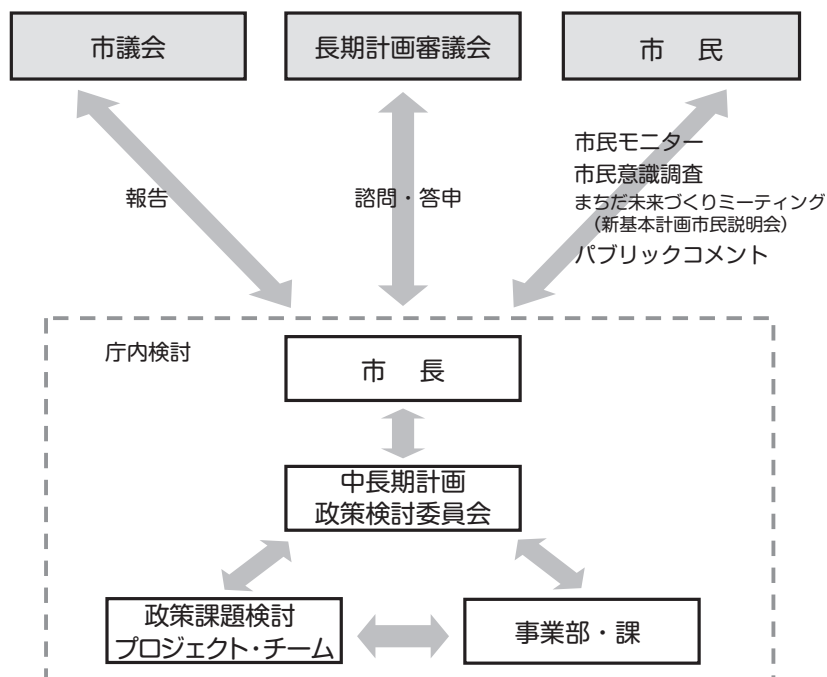 市議会
長期計画審議会
市　民
報告
諮問・答申
市民モニター
市民意識調査
まちだ未来づくりミーティング
（新基本計画市民説明会）
パブリックコメント
庁内検討
市　長
中長期計画
政策検討委員会
政策課題検討
プロジェクト・チーム
事業部・課